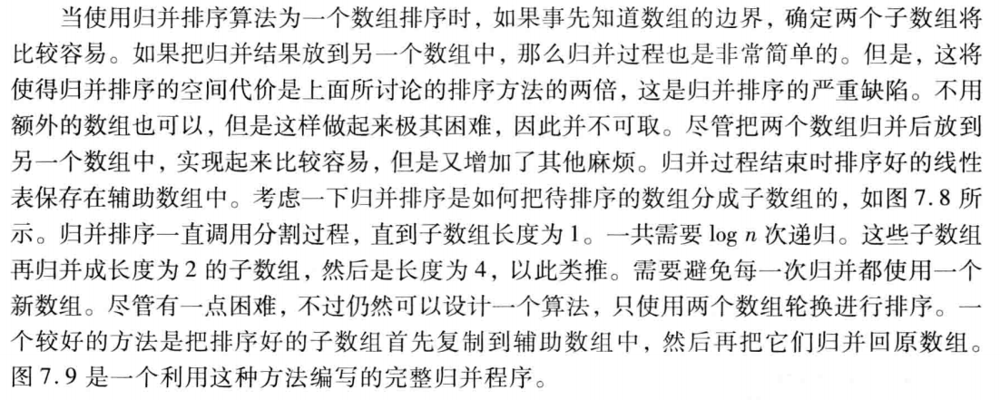 当使用归并排序算法为一个数组排序时，如果事先知道数组的边界，确定两个子数组将
比较容易。如果把归并结果放到另一个数组中，那么归并过程也是非常简单的。但是，这将
使得归并排序的空间代价是上面所讨论的排序方法的两倍，这是归并排序的严重缺陷。不用
额外的数组也可以，但是这样做起来极其困难，因此并不可取。尽管把两个数组归并后放到
另一个数组中，实现起来比较容易，但是又增加了其他麻烦。归并过程结束时排序好的线性
表保存在辅助数组中。考虑一下归并排序是如何把待排序的数组分成子数组的，如图 7.8 所
示。归并排序一直调用分割过程，直到子数组长度为 1。一共需要 log n 次递归。这些子数组
再归并成长度为 2 的子数组，然后是长度为 4，以此类推。需要避免每一次归并都使用一个
新数组。尽管有一点困难，不过仍然可以设计一个算法，只使用两个数组轮换进行排序。一
个较好的方法是把排序好的子数组首先复制到辅助数组中，然后再把它们归并回原数组。
图 7.9 是一个利用这种方法编写的完整归并程序。